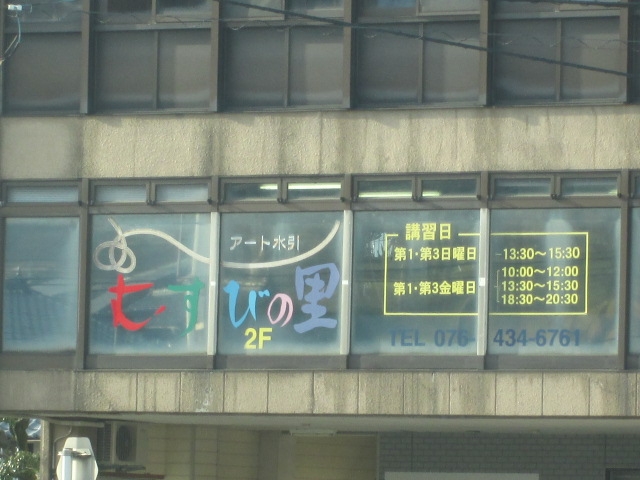 アート水引
むすびの里
2F
講習日
第1・第3日曜日 13:30〜15:30
第1・第3金曜日 10:00〜12:00
13:30〜15:30
18:30〜20:30
TEL 076-434-6761